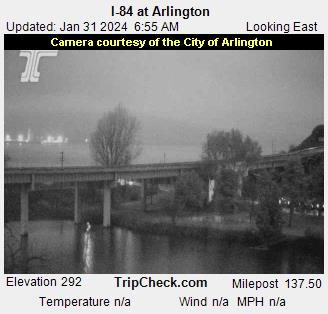 I-84 at Arlington
Updated: Jan 31 2024 6:55 AM Looking East
Camera courtesy of the City of Arlington
Elevation 292 TripCheck.com Milepost 137.50
Temperature n/a Wind n/a MPH n/a